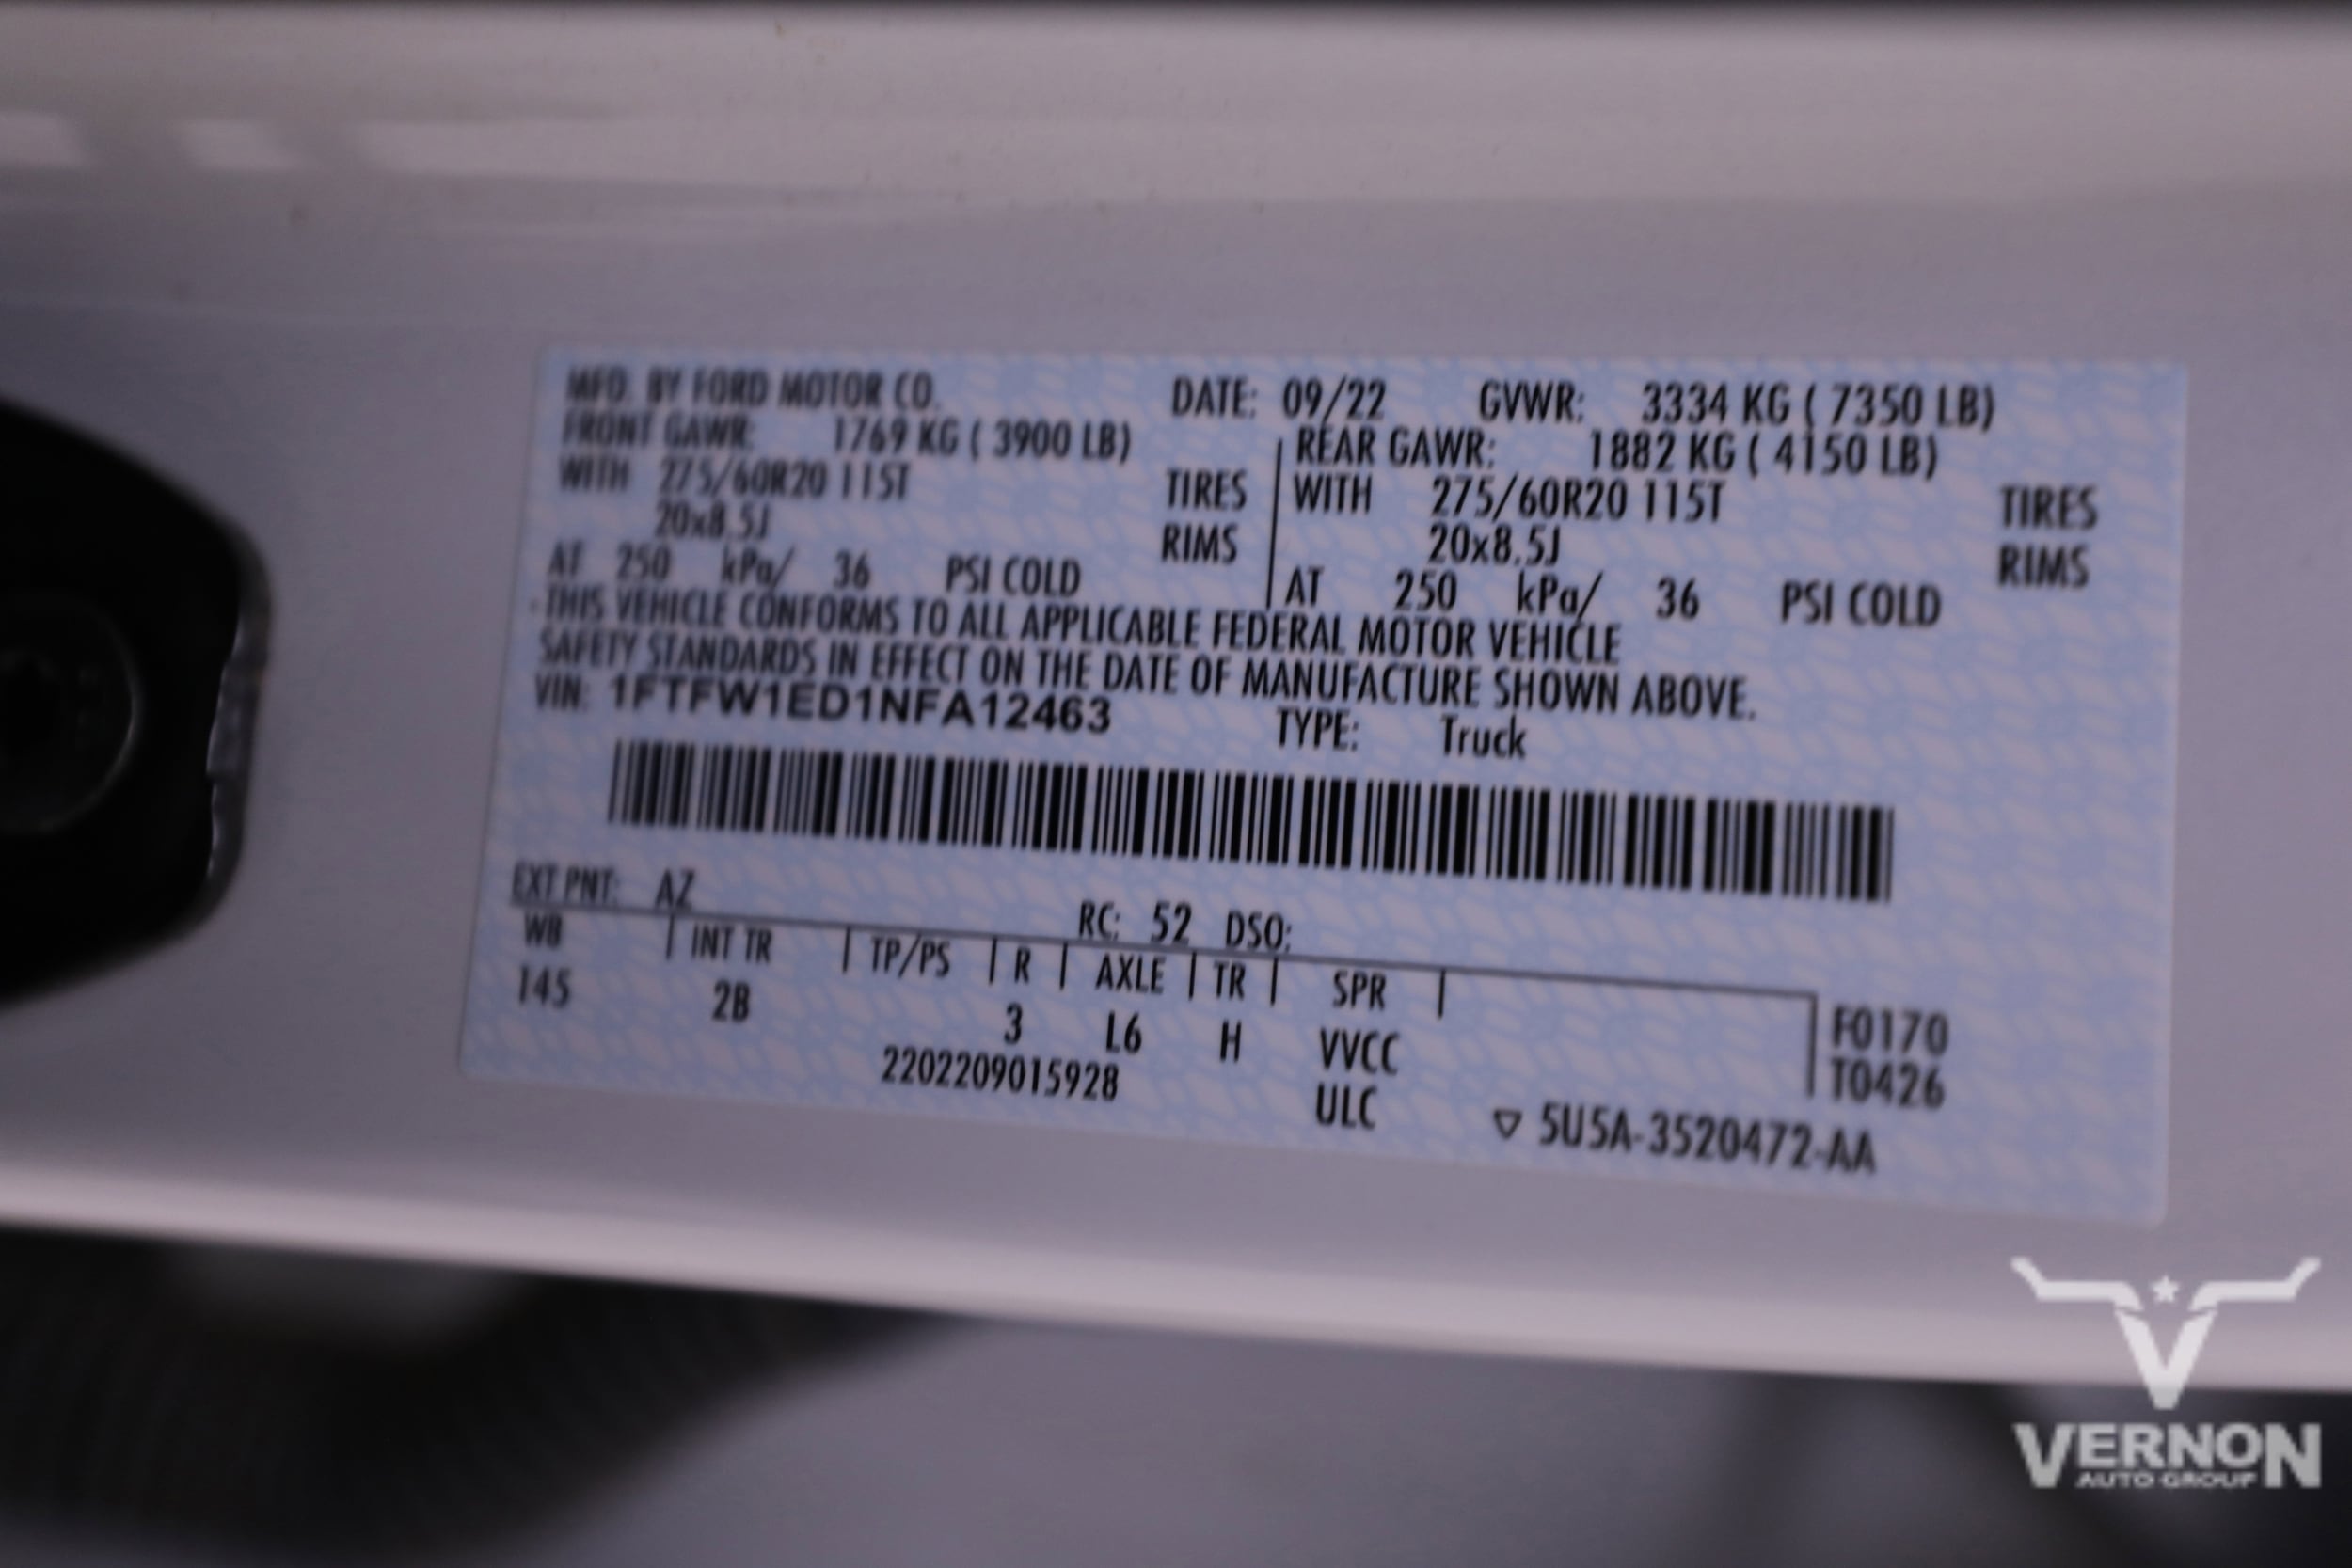 MFD. BY FORD MOTOR CO. DATE: 09/22 GVWR: 3334 KG ( 7350 LB)
FRONT GAWR: 1769 KG ( 3900 LB) REAR GAWR: 1882 KG ( 4150 LB)
WITH 275/60R20 115T TIRES WITH 275/60R20 115T TIRES
20x8.5J RIMS 20x8.5J RIMS
AT 250 kPa/ 36 PSI COLD AT 250 kPa/ 36 PSI COLD
THIS VEHICLE CONFORMS TO ALL APPLICABLE FEDERAL MOTOR VEHICLE
SAFETY STANDARDS IN EFFECT ON THE DATE OF MANUFACTURE SHOWN ABOVE.
VIN: 1FTFW1ED1NFA12463 TYPE: Truck
EXT PNT: AZ RC: 52 DSO:
WB INT TR TP/PS R AXLE TR SPR
145 2B 3 L6 H VVCC F0170
2202209015928 ULC T0426
▽ 5U5A-3520472-AA
VERNON
AUTO GROUP